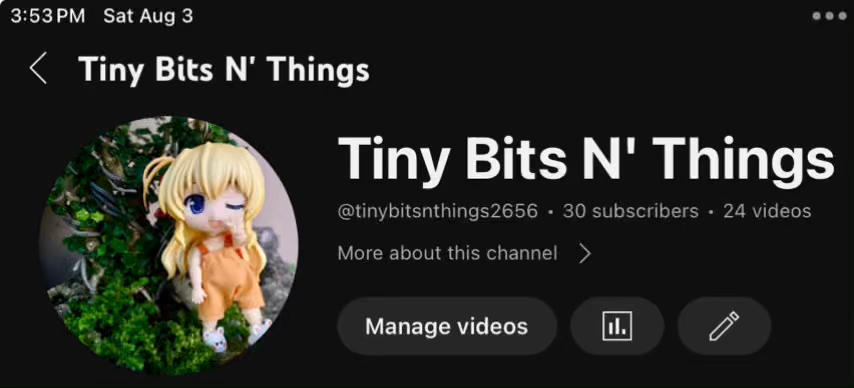 3:53 PM Sat Aug 3
Tiny Bits N' Things
Tiny Bits N' Things
@tinybitsnthings2656 • 30 subscribers • 24 videos
More about this channel
Manage videos